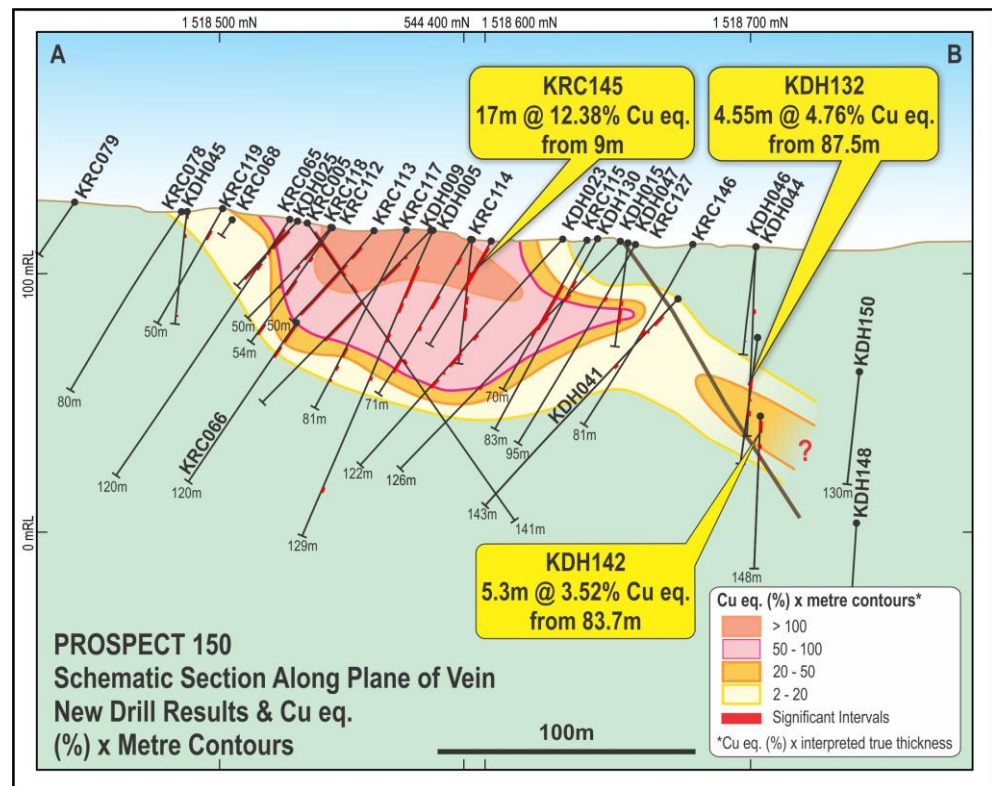 1 518 500 mN
544 400 mN
1 518 600 mN
1 518 700 mN
A
B
KRC145
17m @ 12.38% Cu eq.
from 9m
KDH132
4.55m @ 4.76% Cu eq.
from 87.5m
KRC079
KRC078
KDH045
KRC119
KRC068
KRC065
KDH025
KRC118
KRC112
KRC113
KRC117
KDH009
KDH005
KRC114
KDH023
KRC115
KDH130
KDH015
KDH047
KRC127
KRC146
KDH046
KDH044
100 mRL
0 mRL
50m
50m
50m
54m
80m
81m
71m
70m
83m
95m
81m
KDH041
KDH150
KRC066
120m
120m
122m
126m
143m
141m
129m
130m
KDH148
148m
?
KDH142
5.3m @ 3.52% Cu eq.
from 83.7m
PROSPECT 150
Schematic Section Along Plane of Vein
New Drill Results & Cu eq.
(%) x Metre Contours
100m
Cu eq. (%) x metre contours*
> 100
50 - 100
20 - 50
2 - 20
Significant Intervals
*Cu eq. (%) x interpreted true thickness